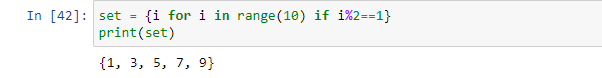 In [42]: set = {i for i in range(10) if i%2==1}
print(set)
{1, 3, 5, 7, 9}